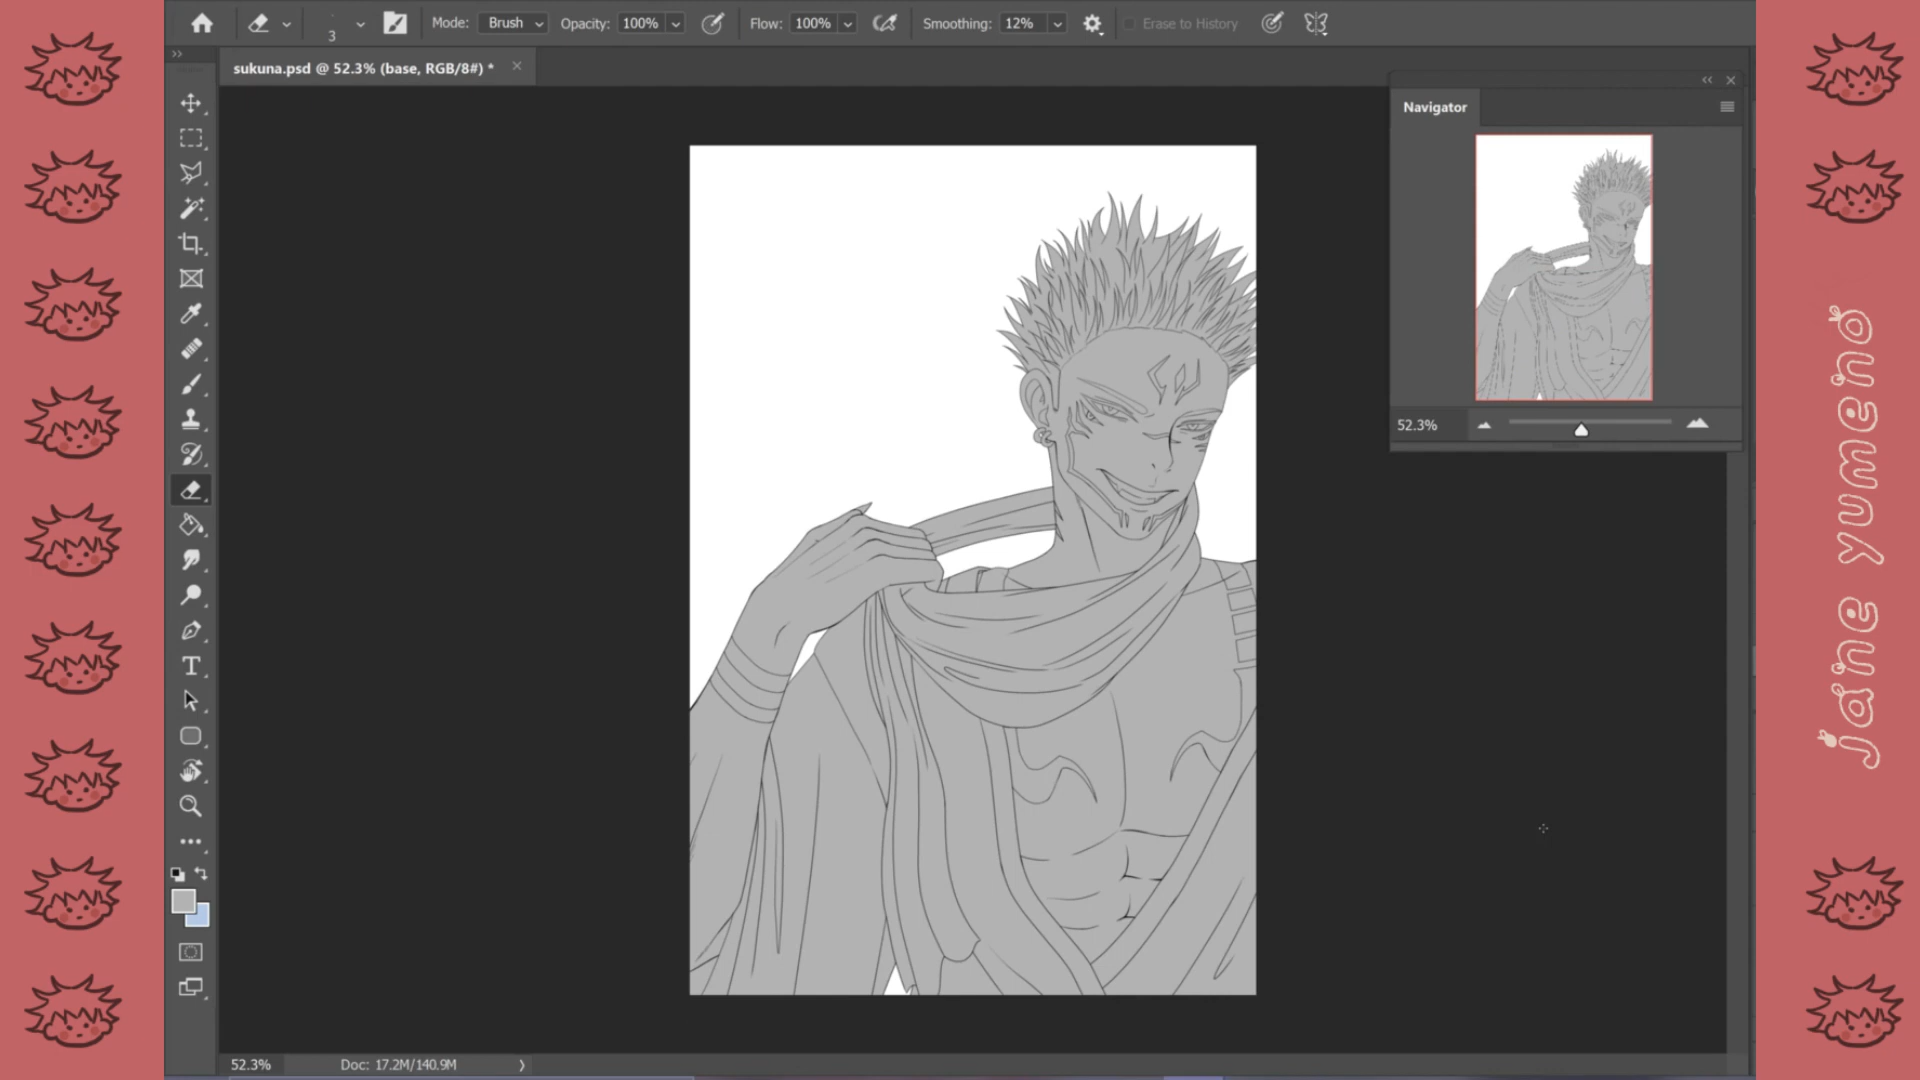 3
Mode: Brush
Opacity: 100%
Flow: 100%
Smoothing: 12%
Erase to History
sukuna.psd @ 52.3% (base, RGB/8#) *
Navigator
52.3%
jane yumeno
52.3%
Doc: 17.2M/140.9M